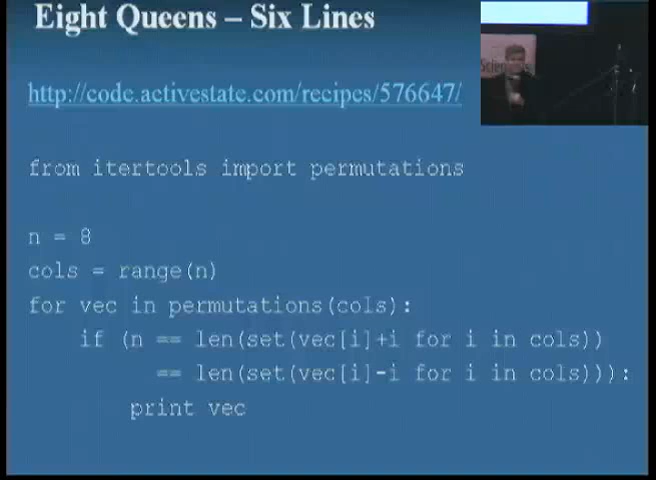 Eight Queens – Six Lines
http://code.activestate.com/recipes/576647/
from itertools import permutations
n = 8
cols = range(n)
for vec in permutations(cols):
    if (n == len(set(vec[i]+i for i in cols))
          == len(set(vec[i]-i for i in cols))):
        print vec